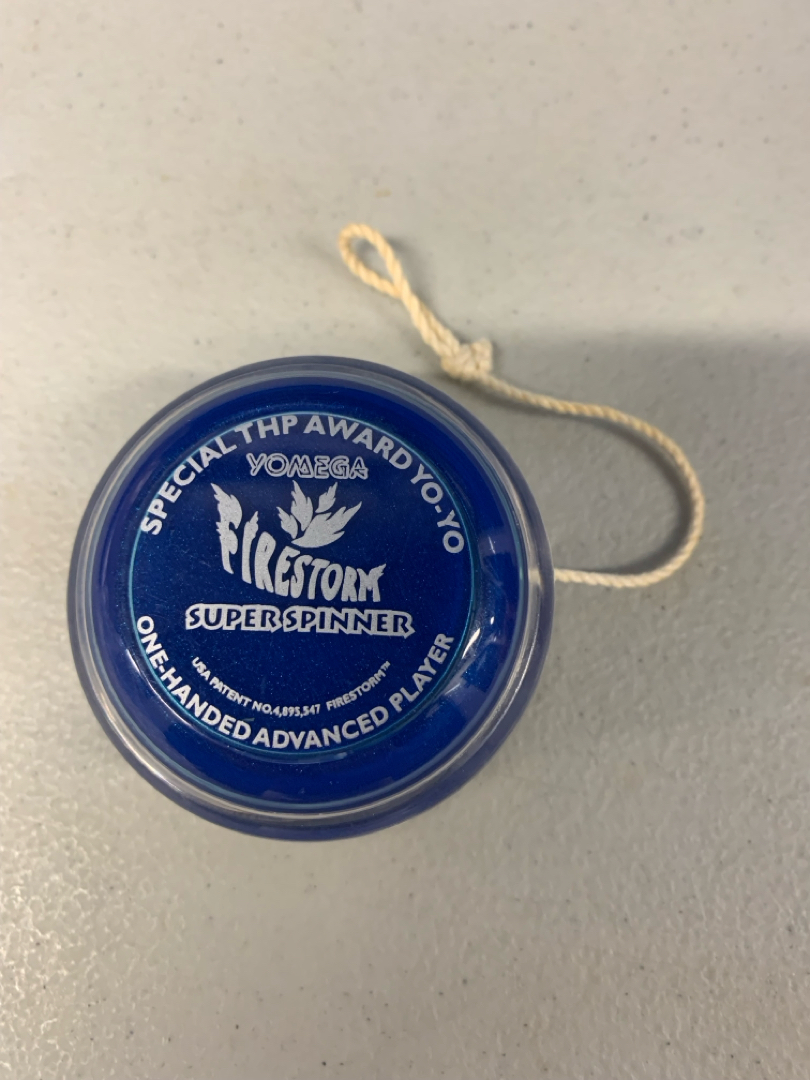 SPECIAL THP AWARD YO-YO
YOMEGA
FIRESTORM
SUPER SPINNER
USA PATENT NO.4,895,547 FIRESTORM™
ONE-HANDED ADVANCED PLAYER